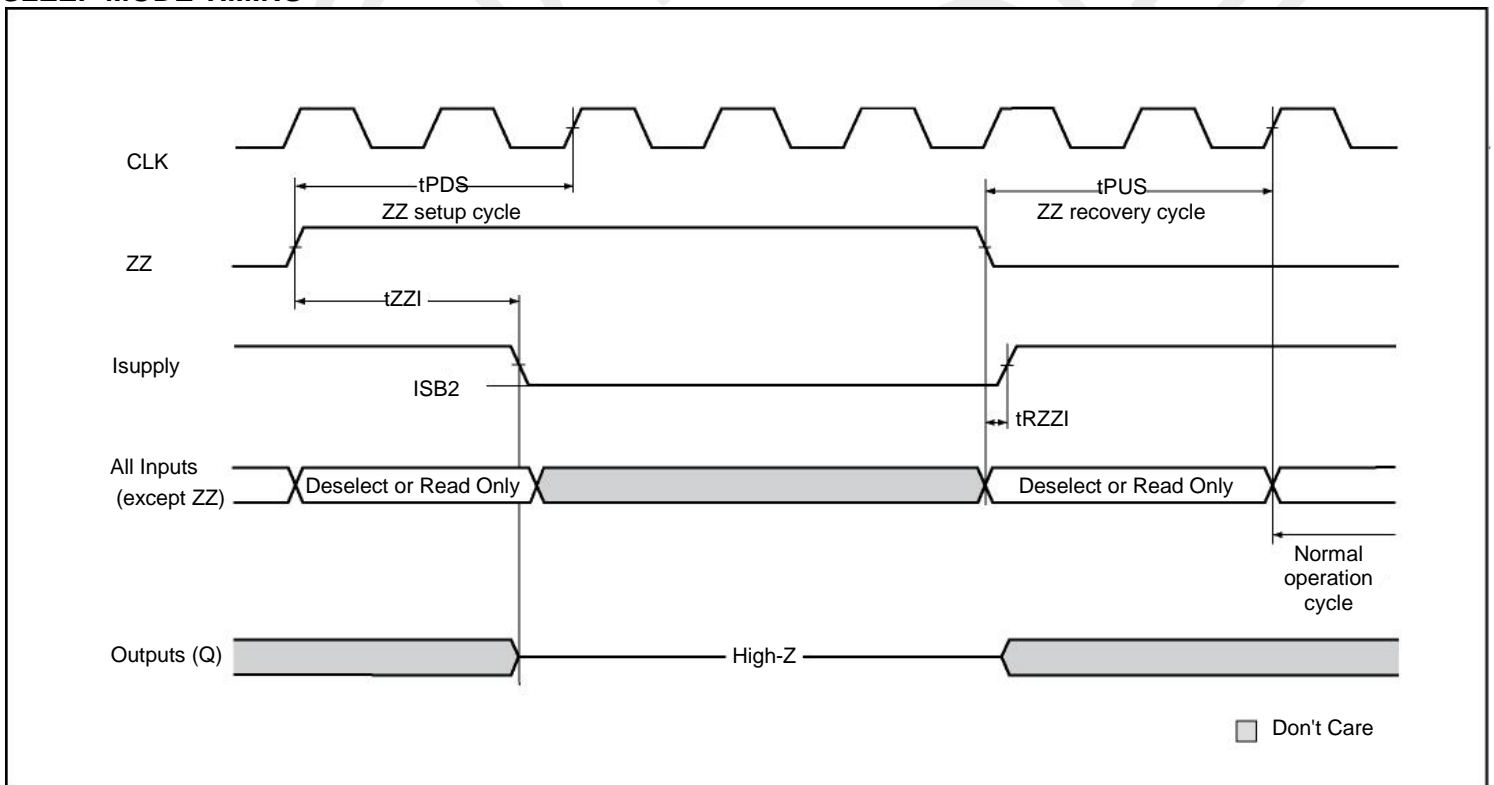 CLK
tPDS
ZZ setup cycle
tPUS
ZZ recovery cycle
ZZ
tZZI
Isupply
ISB2
tRZZI
All Inputs
(except ZZ)
Deselect or Read Only
Deselect or Read Only
Normal
operation
cycle
Outputs (Q)
High-Z
Don't Care